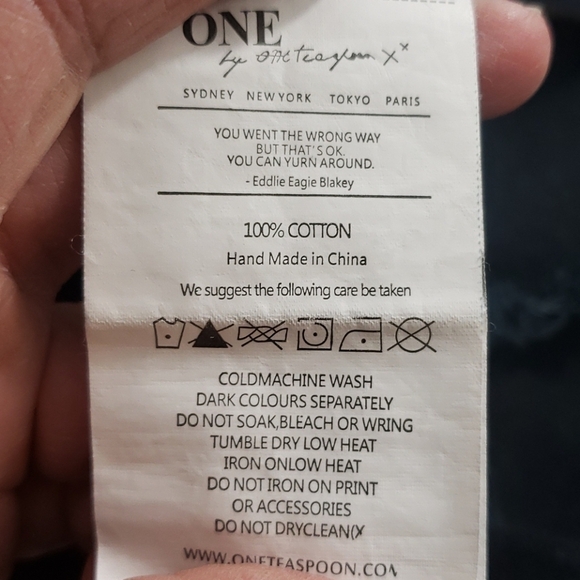 ONE
by oneteaspoon xx
SYDNEY NEWYORK TOKYO PARIS
YOU WENT THE WRONG WAY
BUT THAT'S OK.
YOU CAN YURN AROUND.
- Eddlie Eagie Blakey
100% COTTON
Hand Made in China
We suggest the following care be taken
COLDMACHINE WASH
DARK COLOURS SEPARATELY
DO NOT SOAK,BLEACH OR WRING
TUMBLE DRY LOW HEAT
IRON ONLOW HEAT
DO NOT IRON ON PRINT
OR ACCESSORIES
DO NOT DRYCLEAN(X
WWW.ONETEASPOON.COM